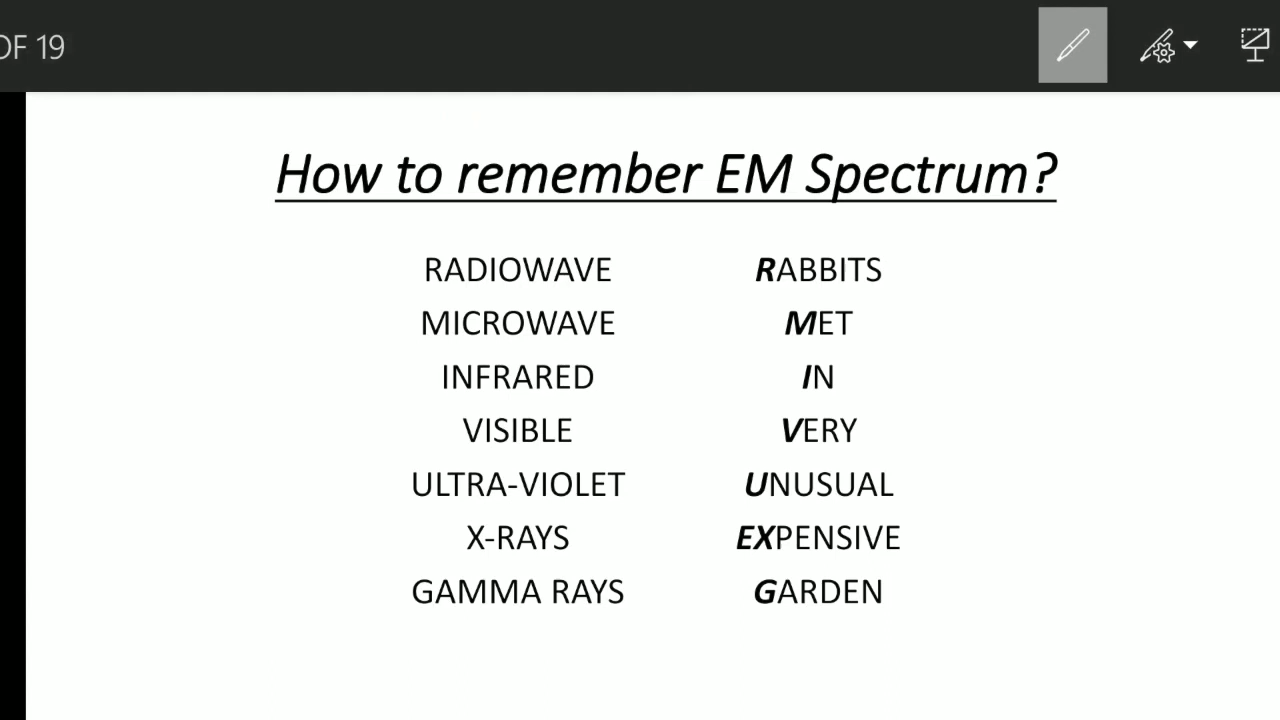 OF 19
How to remember EM Spectrum?
RADIOWAVE RABBITS
MICROWAVE MET
INFRARED IN
VISIBLE VERY
ULTRA-VIOLET UNUSUAL
X-RAYS EXPENSIVE
GAMMA RAYS GARDEN